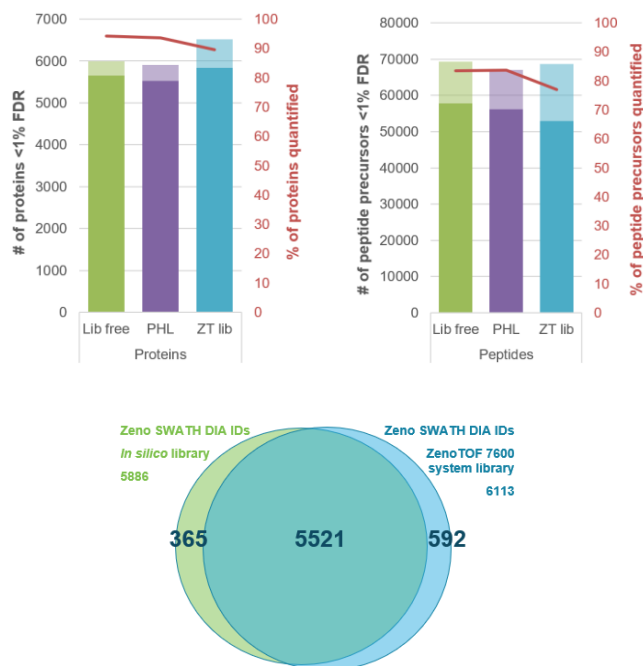 7000
6000
5000
4000
3000
2000
1000
0
# of proteins <1% FDR
100
90
80
70
60
50
40
30
20
10
0
% of proteins quantified
Lib free PHL ZT lib
Proteins
80000
70000
60000
50000
40000
30000
20000
10000
0
# of peptide precursors <1% FDR
100
90
80
70
60
50
40
30
20
10
0
% of peptide precursors quantified
Lib free PHL ZT lib
Peptides
Zeno SWATH DIA IDs
In silico library
5886
Zeno SWATH DIA IDs
ZenoTOF 7600
system library
6113
365 5521 592